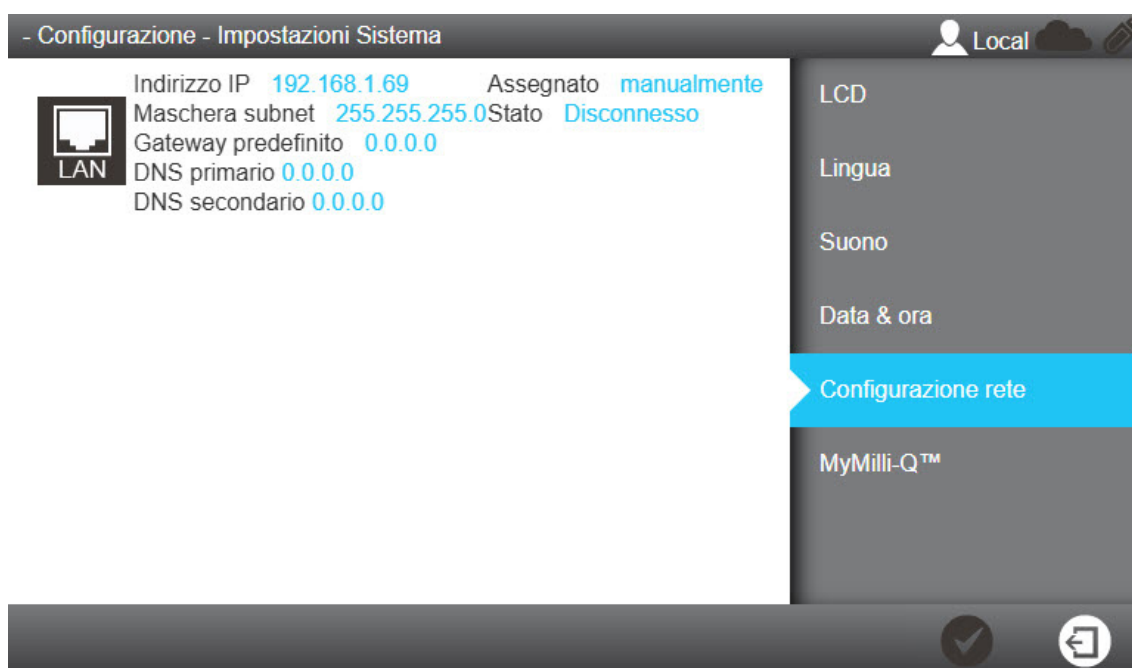 - Configurazione - Impostazioni Sistema
Local
Indirizzo IP 192.168.1.69 Assegnato manualmente
Maschera subnet 255.255.255.0 Stato Disconnesso
Gateway predefinito 0.0.0.0
DNS primario 0.0.0.0
DNS secondario 0.0.0.0
LAN
LCD
Lingua
Suono
Data & ora
Configurazione rete
MyMilli-Q™